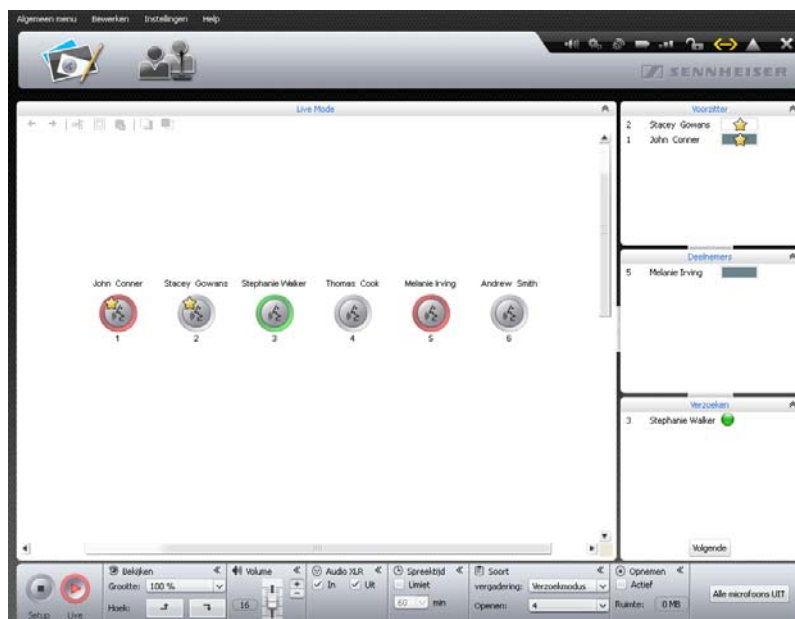 Algemeen menu Bewerken Instellingen Help
SENNHEISER
Live Mode
Voorzitter
2 Stacey Gowans
1 John Conner
Deelnemers
5 Melanie Irving
John Conner Stacey Gowans Stephanie Walker Thomas Cook Melanie Irving Andrew Smith
1 2 3 4 5 6
Verzoeken
3 Stephanie Walker
Volgende
Bekijken Volume Audio XLR Spreektijd Soort Opnemen
Grootte: 100 % In Uit Limiet vergadering: Verzoekmodus Actief
Alle microfoons UIT
Hoek: 16 60 min Openen: 4 Ruimte: 0 MB
Setup Live